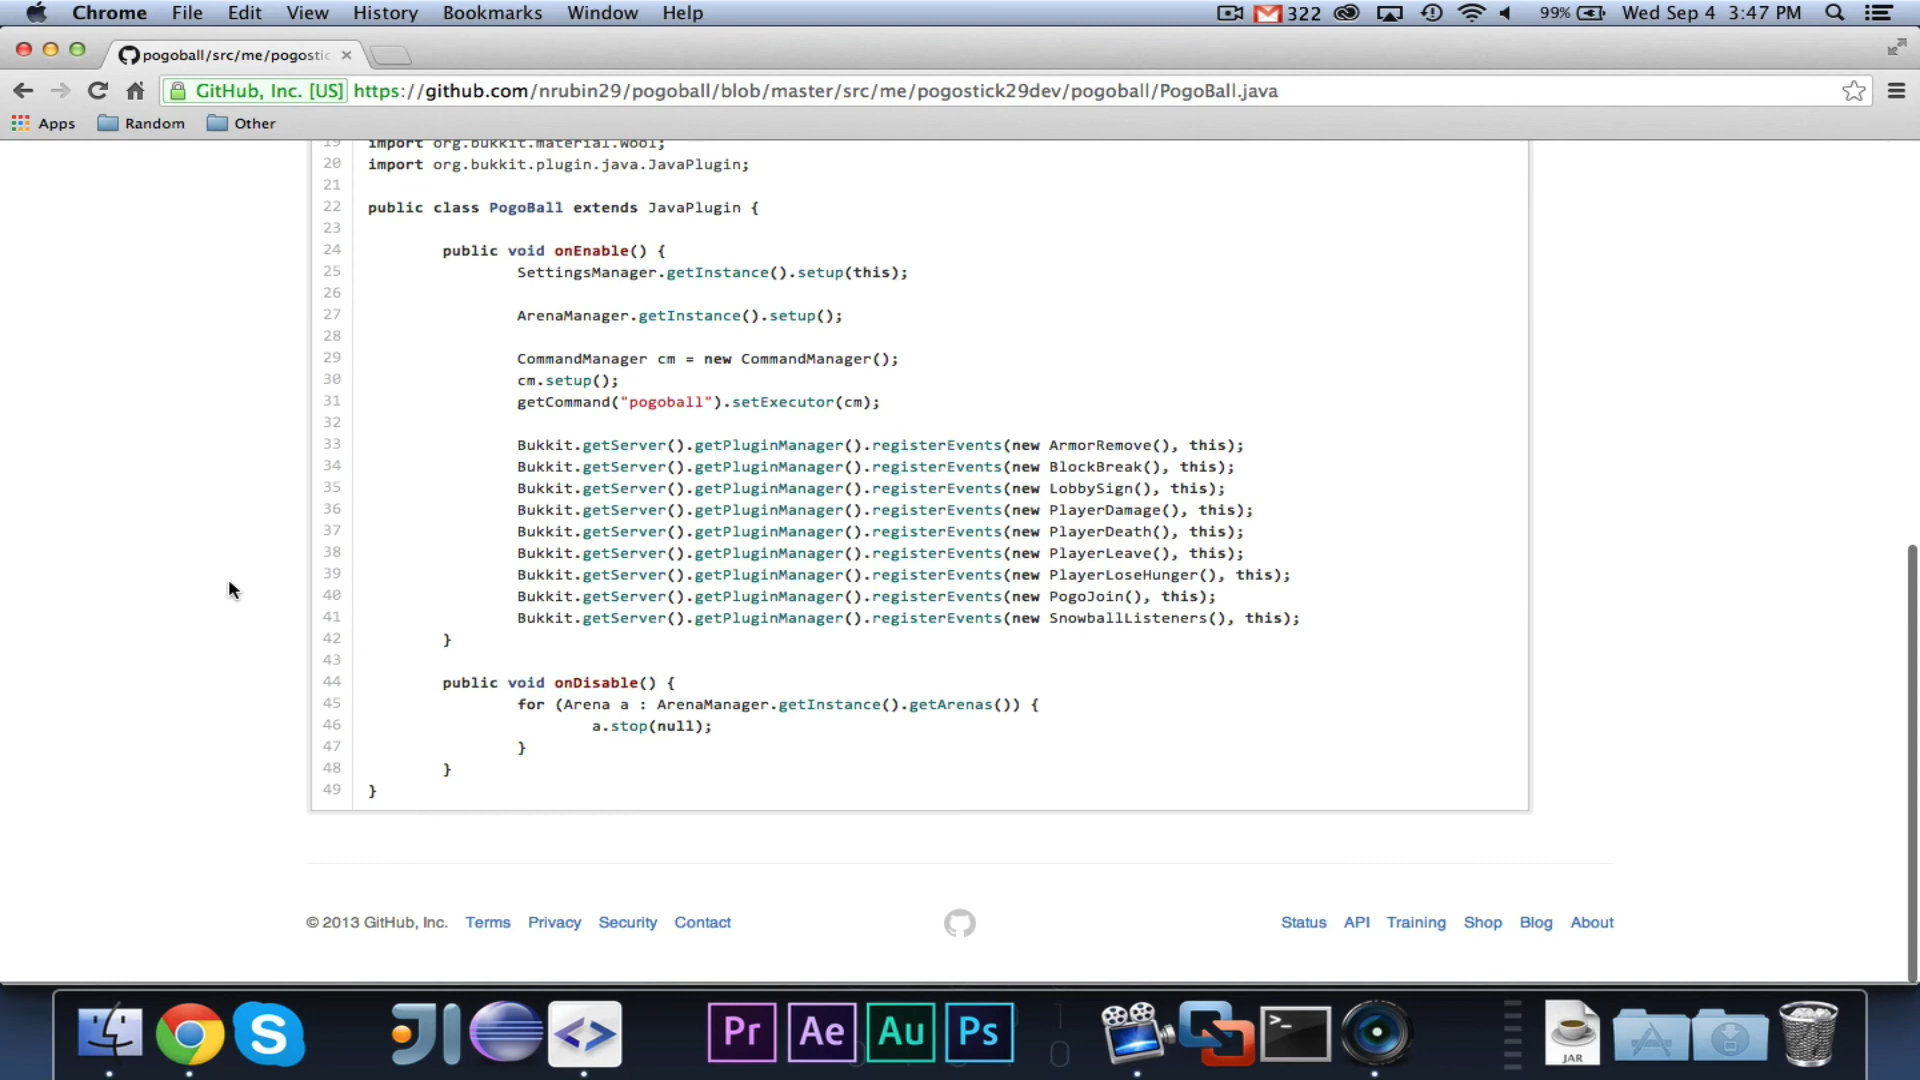 Chrome File Edit View History Bookmarks Window Help 322 99% Wed Sep 4 3:47 PM
pogoball/src/me/pogostic
GitHub, Inc. [US] https://github.com/nrubin29/pogoball/blob/master/src/me/pogostick29dev/pogoball/PogoBall.java
Apps Random Other
19 import org.bukkit.material.Wool;
20 import org.bukkit.plugin.java.JavaPlugin;
21
22 public class PogoBall extends JavaPlugin {
23
24 public void onEnable() {
25 SettingsManager.getInstance().setup(this);
26
27 ArenaManager.getInstance().setup();
28
29 CommandManager cm = new CommandManager();
30 cm.setup();
31 getCommand("pogoball").setExecutor(cm);
32
33 Bukkit.getServer().getPluginManager().registerEvents(new ArmorRemove(), this);
34 Bukkit.getServer().getPluginManager().registerEvents(new BlockBreak(), this);
35 Bukkit.getServer().getPluginManager().registerEvents(new LobbySign(), this);
36 Bukkit.getServer().getPluginManager().registerEvents(new PlayerDamage(), this);
37 Bukkit.getServer().getPluginManager().registerEvents(new PlayerDeath(), this);
38 Bukkit.getServer().getPluginManager().registerEvents(new PlayerLeave(), this);
39 Bukkit.getServer().getPluginManager().registerEvents(new PlayerLoseHunger(), this);
40 Bukkit.getServer().getPluginManager().registerEvents(new PogoJoin(), this);
41 Bukkit.getServer().getPluginManager().registerEvents(new SnowballListeners(), this);
42 }
43
44 public void onDisable() {
45 for (Arena a : ArenaManager.getInstance().getArenas()) {
46 a.stop(null);
47 }
48 }
49 }
© 2013 GitHub, Inc. Terms Privacy Security Contact Status API Training Shop Blog About
Pr Ae Au Ps JAR